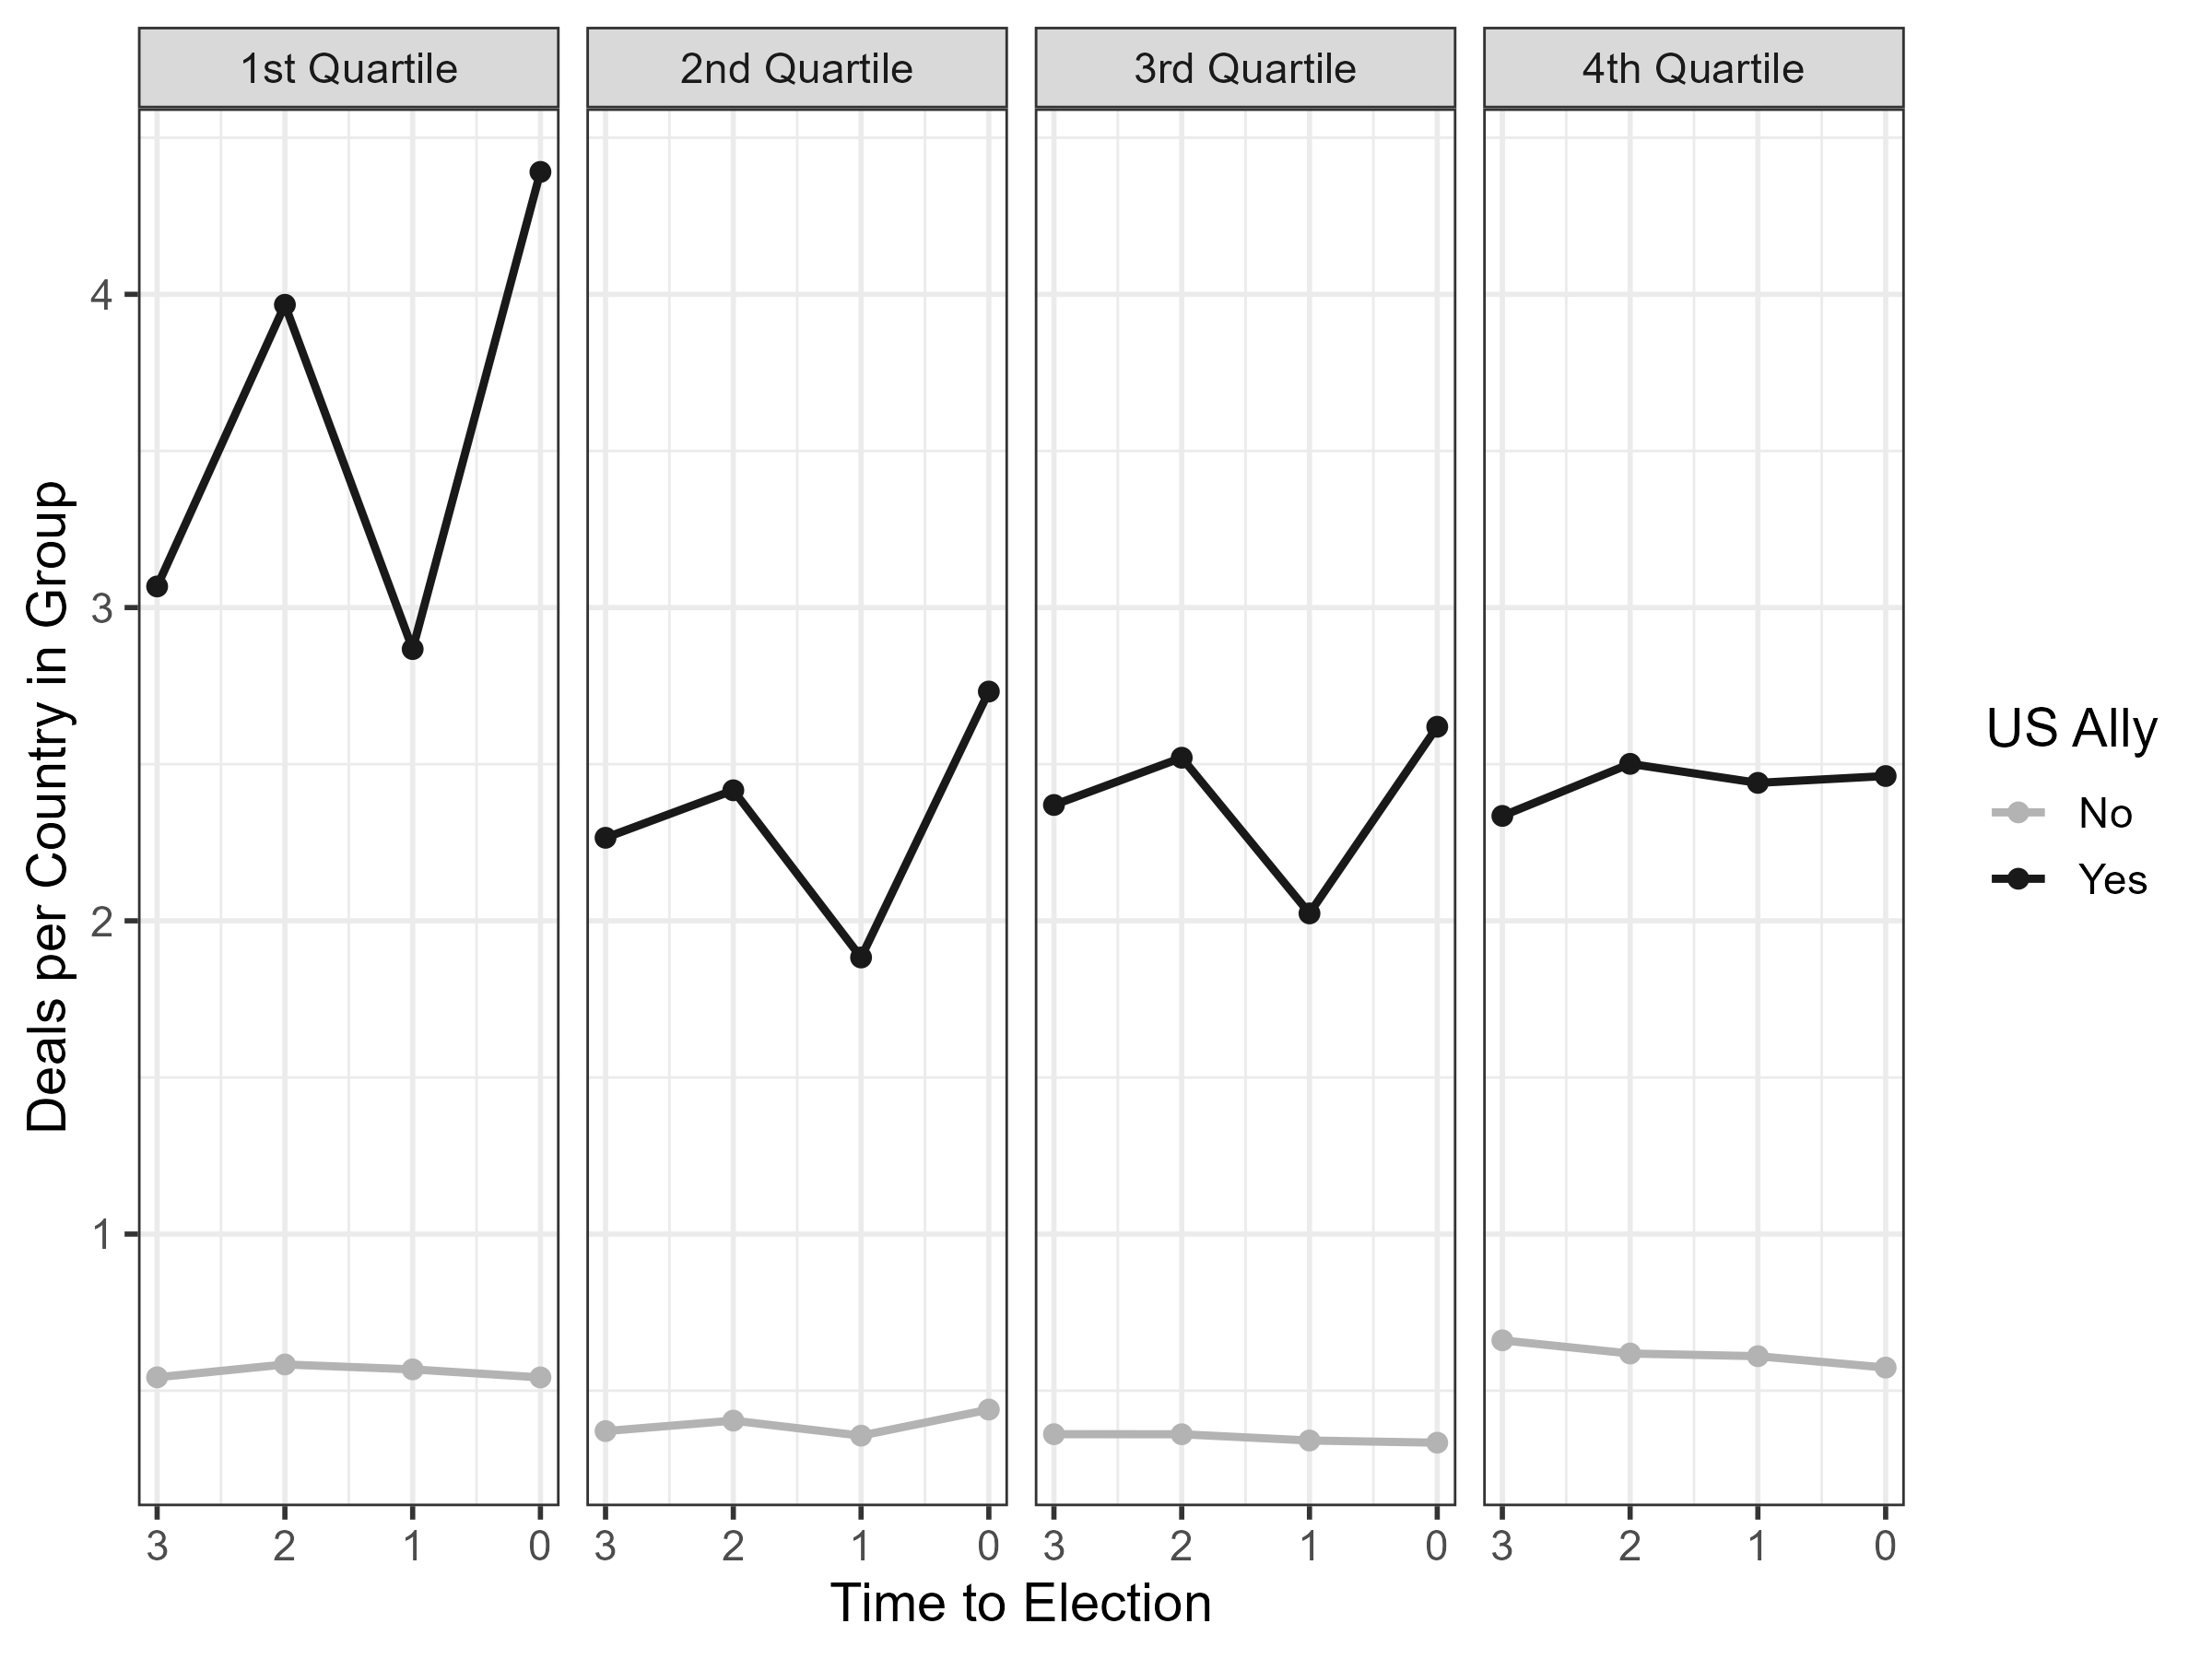 1st Quartile 2nd Quartile 3rd Quartile 4th Quartile
Deals per Country in Group
4
3
2
1
3 2 1 0 3 2 1 0 3 2 1 0 3 2 1 0
Time to Election
US Ally
No
Yes